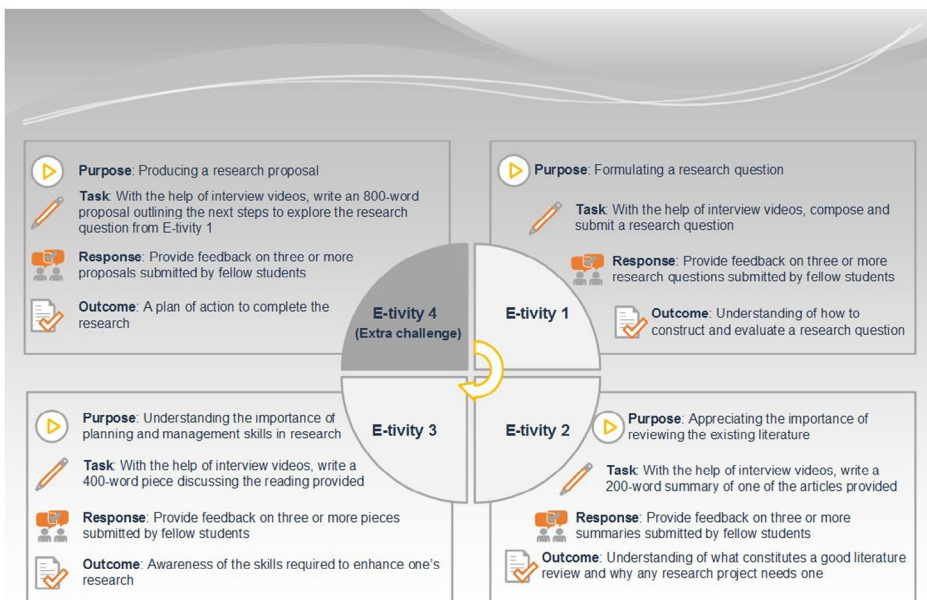 Purpose: Producing a research proposal
Task: With the help of interview videos, write an 800-word
proposal outlining the next steps to explore the research
question from E-tivity 1
Response: Provide feedback on three or more
proposals submitted by fellow students
Outcome: A plan of action to complete the
research
E-tivity 4
(Extra challenge)
Purpose: Formulating a research question
Task: With the help of interview videos, compose and
submit a research question
Response: Provide feedback on three or more
research questions submitted by fellow students
Outcome: Understanding of how to
construct and evaluate a research question
E-tivity 1
Purpose: Understanding the importance of
planning and management skills in research
Task: With the help of interview videos, write a
400-word piece discussing the reading provided
Response: Provide feedback on three or more pieces
submitted by fellow students
Outcome: Awareness of the skills required to enhance one's
research
E-tivity 3
E-tivity 2
Purpose: Appreciating the importance of
reviewing the existing literature
Task: With the help of interview videos, write a
200-word summary of one of the articles provided
Response: Provide feedback on three or more
summaries submitted by fellow students
Outcome: Understanding of what constitutes a good literature
review and why any research project needs one